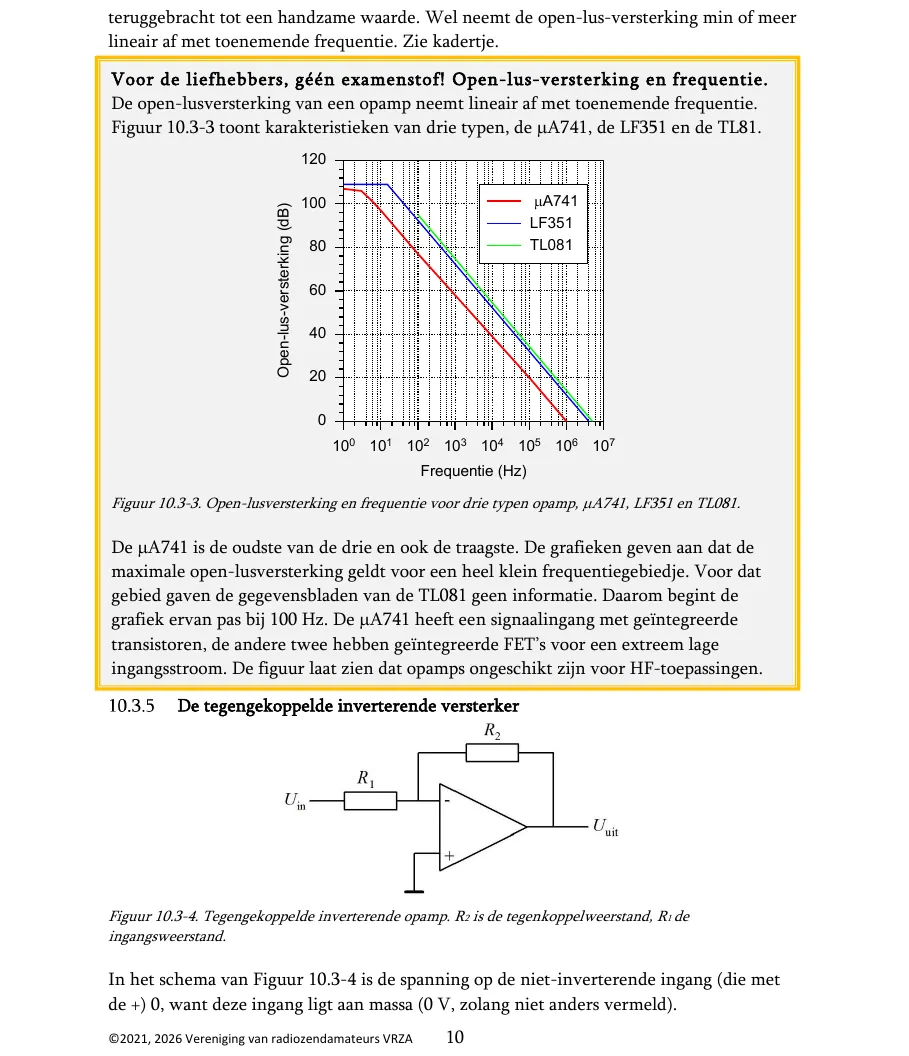 teruggebracht tot een handzame waarde. Wel neemt de open-lus-versterking min of meer
lineair af met toenemende frequentie. Zie kadertje.
Voor de liefhebbers, géén examenstof! Open-lus-versterking en frequentie.
De open-lusversterking van een opamp neemt lineair af met toenemende frequentie.
Figuur 10.3-3 toont karakteristieken van drie typen, de µA741, de LF351 en de TL81.
120
100
80
60
40
20
0
Open-lus-versterking (dB)
µA741
LF351
TL081
10⁰ 10¹ 10² 10³ 10⁴ 10⁵ 10⁶ 10⁷
Frequentie (Hz)
Figuur 10.3-3. Open-lusversterking en frequentie voor drie typen opamp, µA741, LF351 en TL081.
De µA741 is de oudste van de drie en ook de traagste. De grafieken geven aan dat de
maximale open-lusversterking geldt voor een heel klein frequentiegebiedje. Voor dat
gebied gaven de gegevensbladen van de TL081 geen informatie. Daarom begint de
grafiek ervan pas bij 100 Hz. De µA741 heeft een signaalingang met geïntegreerde
transistoren, de andere twee hebben geïntegreerde FET's voor een extreem lage
ingangsstroom. De figuur laat zien dat opamps ongeschikt zijn voor HF-toepassingen.
10.3.5 De tegengekoppelde inverterende versterker
R₂
R₁
U_in
-
+
U_uit
Figuur 10.3-4. Tegengekoppelde inverterende opamp. R₂ is de tegenkoppelweerstand, R₁ de
ingangsweerstand.
In het schema van Figuur 10.3-4 is de spanning op de niet-inverterende ingang (die met
de +) 0, want deze ingang ligt aan massa (0 V, zolang niet anders vermeld).
©2021, 2026 Vereniging van radiozendamateurs VRZA 10